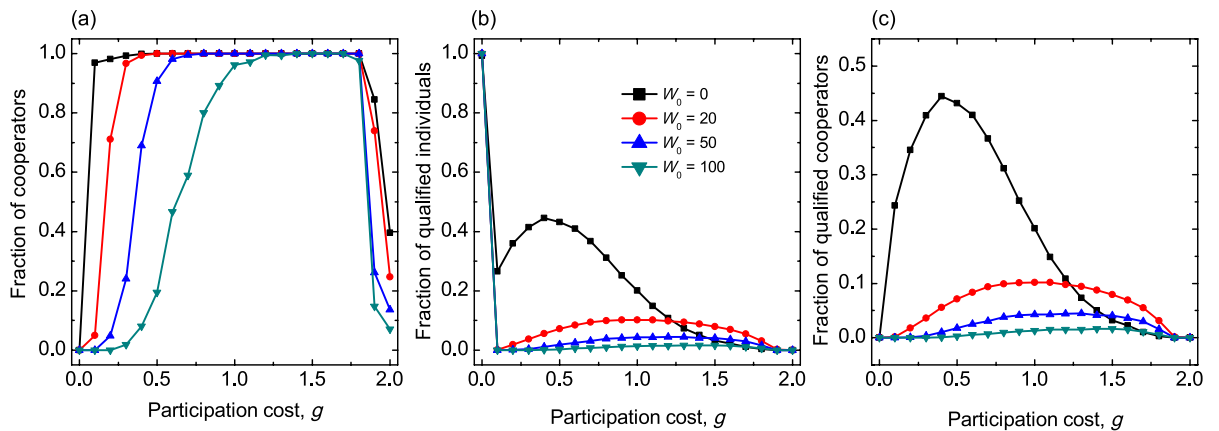 (a)
Fraction of cooperators
1.0
0.8
0.6
0.4
0.2
0.0
0.0 0.5 1.0 1.5 2.0
Participation cost, g
(b)
Fraction of qualified individuals
1.0
0.8
0.6
0.4
0.2
0.0
W0 = 0
W0 = 20
W0 = 50
W0 = 100
0.0 0.5 1.0 1.5 2.0
Participation cost, g
(c)
Fraction of qualified cooperators
0.5
0.4
0.3
0.2
0.1
0.0
0.0 0.5 1.0 1.5 2.0
Participation cost, g